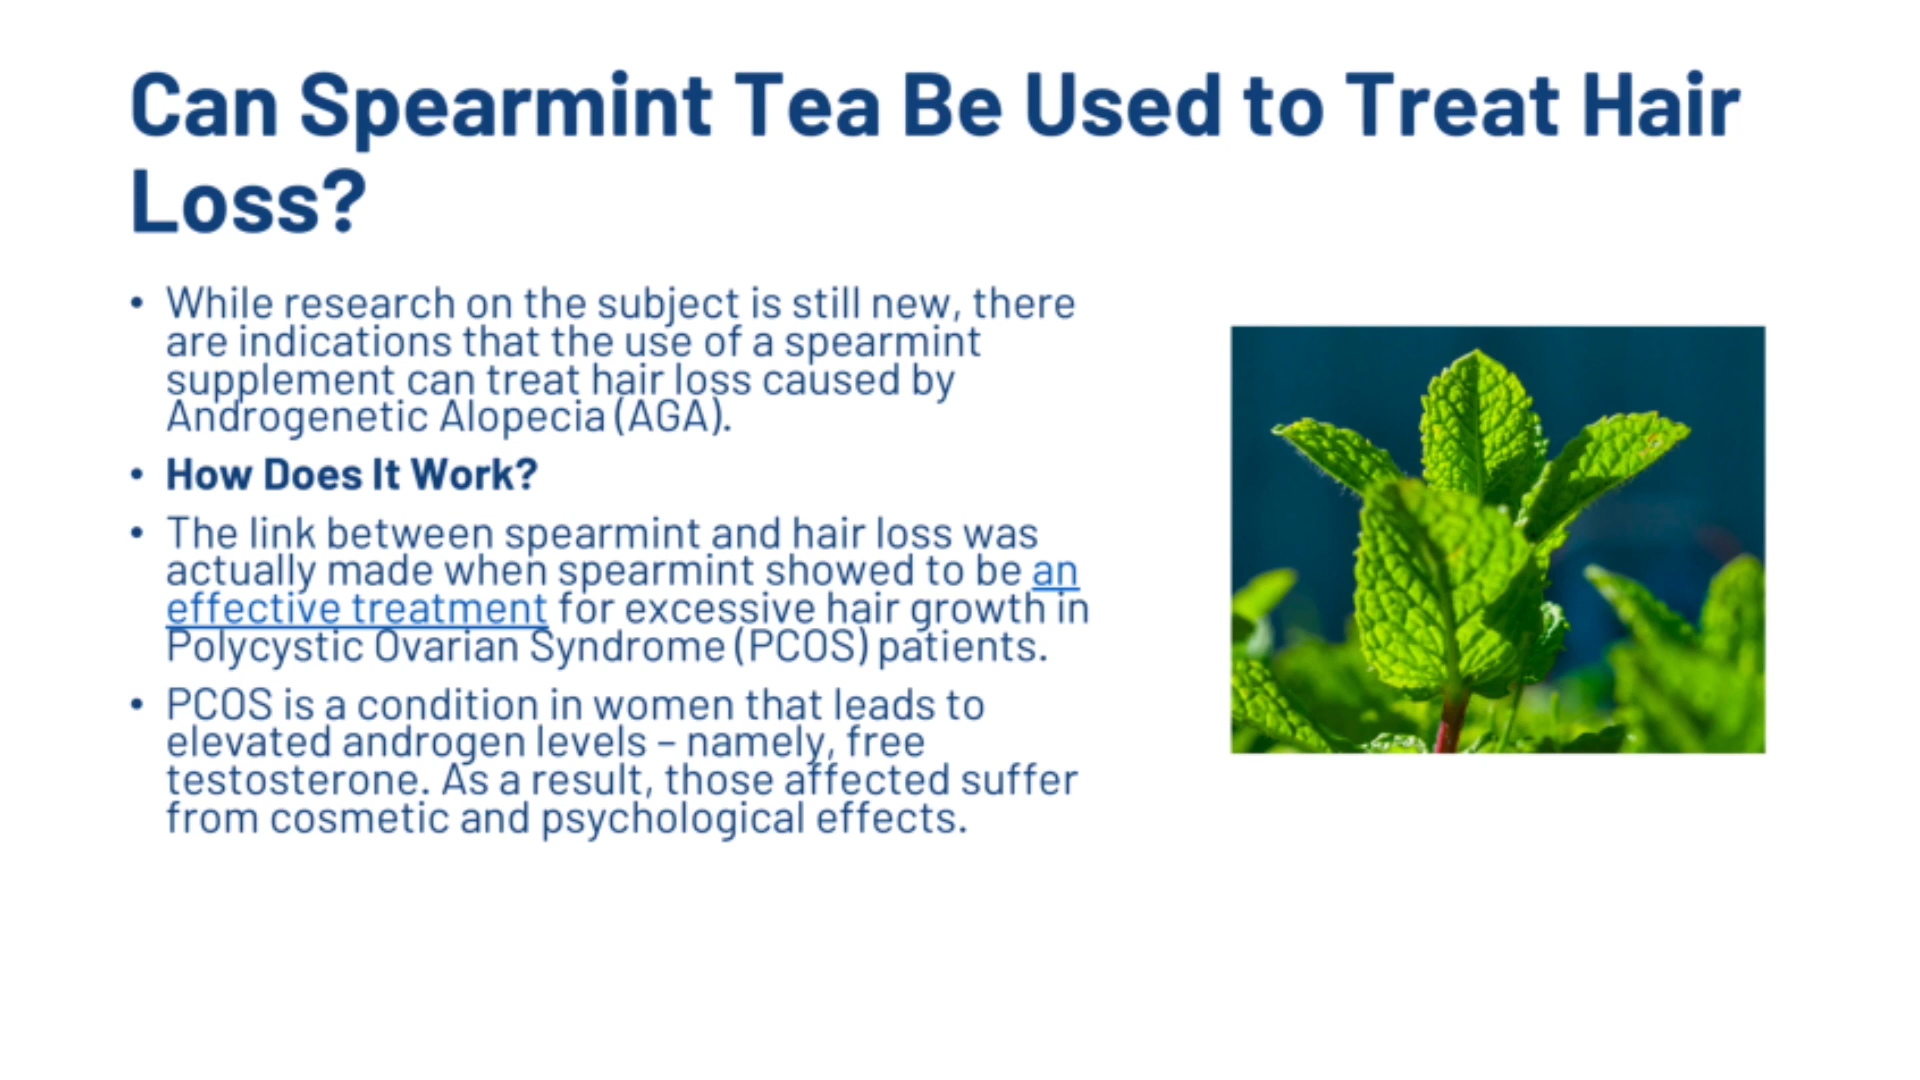 Can Spearmint Tea Be Used to Treat Hair
Loss?
• While research on the subject is still new, there
are indications that the use of a spearmint
supplement can treat hair loss caused by
Androgenetic Alopecia (AGA).
• How Does It Work?
• The link between spearmint and hair loss was
actually made when spearmint showed to be an
effective treatment for excessive hair growth in
Polycystic Ovarian Syndrome (PCOS) patients.
• PCOS is a condition in women that leads to
elevated androgen levels – namely, free
testosterone. As a result, those affected suffer
from cosmetic and psychological effects.